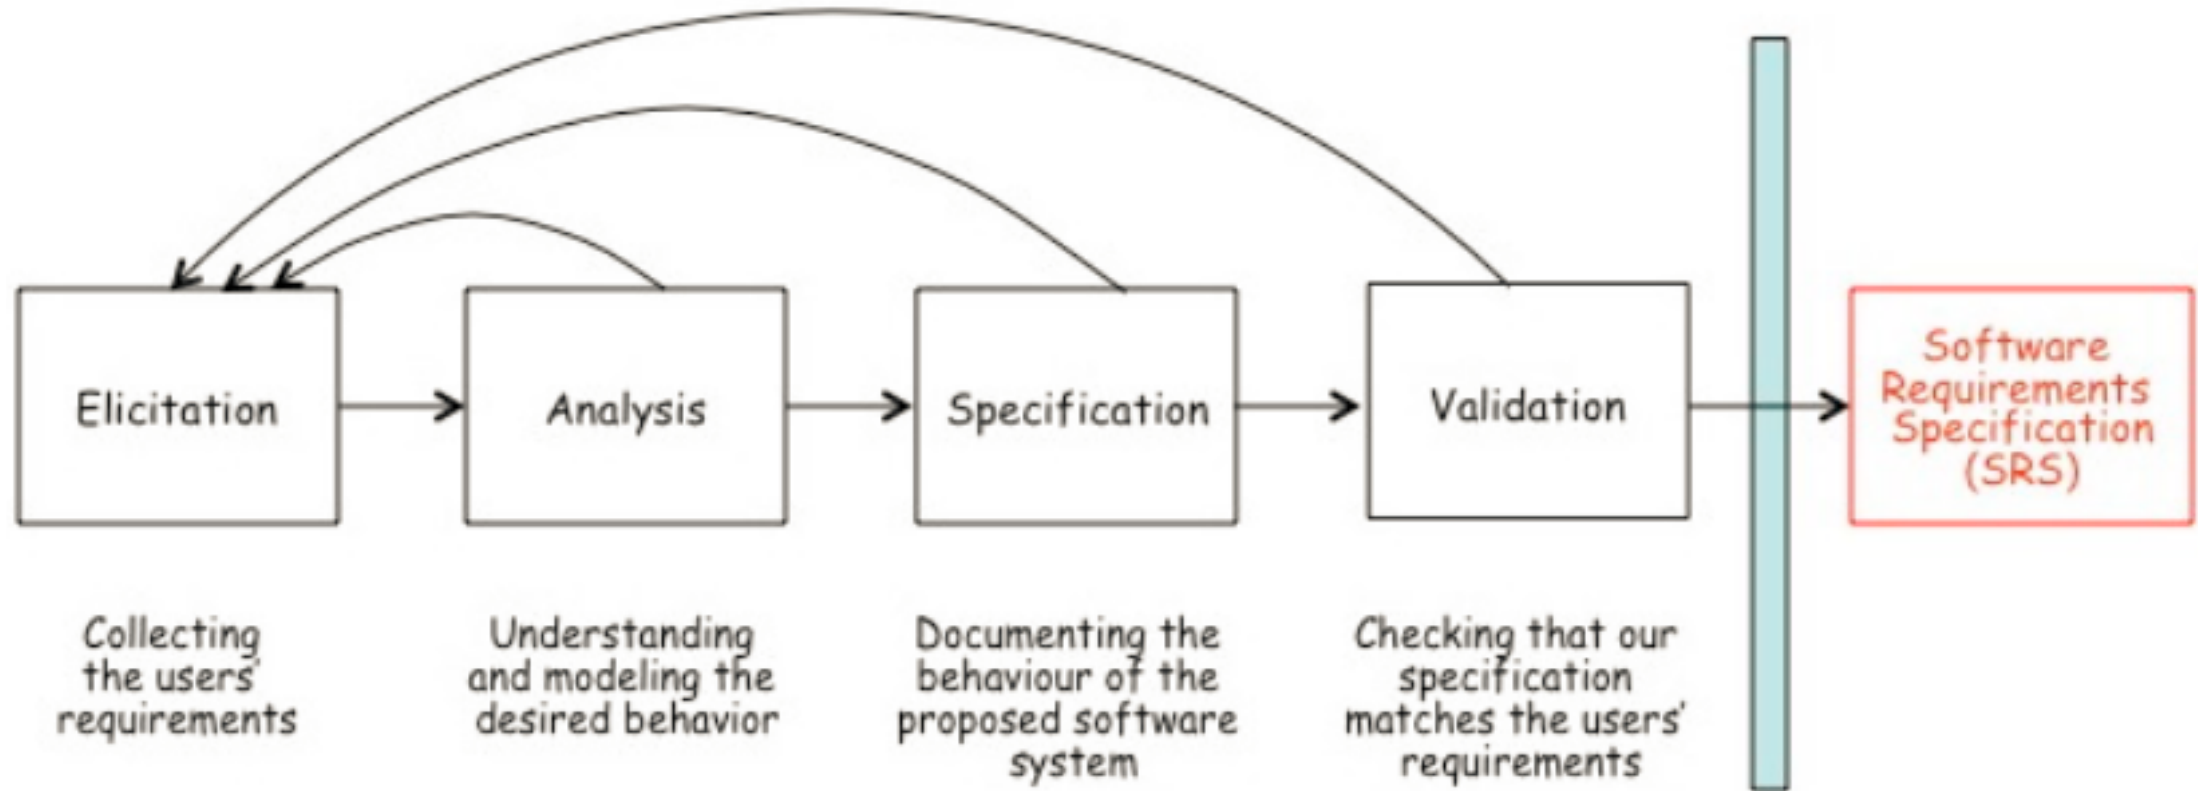 Elicitation
Analysis
Specification
Validation
Software
Requirements
Specification
(SRS)
Collecting
the users'
requirements
Understanding
and modeling the
desired behavior
Documenting the
behaviour of the
proposed software
system
Checking that our
specification
matches the users'
requirements